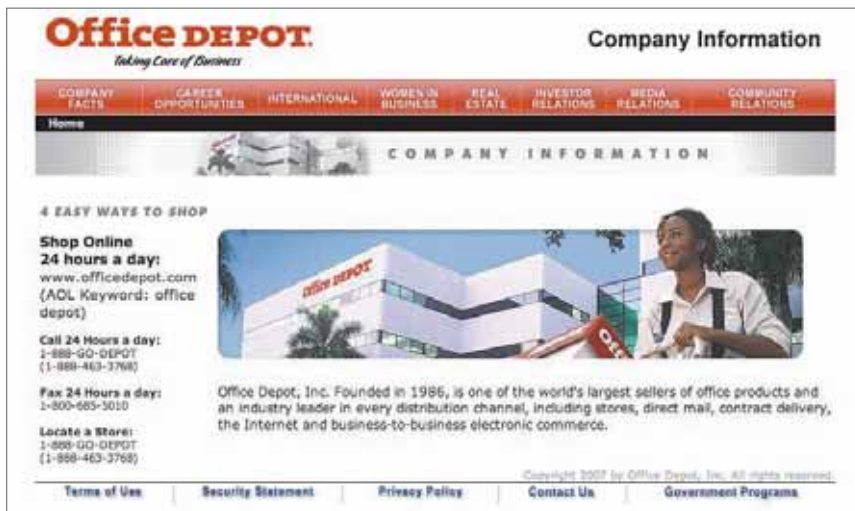 Office DEPOT.
Taking Care of Business
Company Information
COMPANY FACTS
CAREER OPPORTUNITIES
INTERNATIONAL
WOMEN IN BUSINESS
REAL ESTATE
INVESTOR RELATIONS
MEDIA RELATIONS
COMMUNITY RELATIONS
Home
COMPANY INFORMATION
4 EASY WAYS TO SHOP
Shop Online
24 hours a day:
www.officedepot.com
(AOL Keyword: office
depot)
Call 24 Hours a day:
1-888-GO-DEPOT
(1-888-463-3768)
Fax 24 Hours a day:
1-800-685-5010
Locate a Store:
1-888-GO-DEPOT
(1-888-463-3768)
Office DEPOT
Off
Office Depot, Inc. Founded in 1986, is one of the world's largest sellers of office products and
an industry leader in every distribution channel, including stores, direct mail, contract delivery,
the Internet and business-to-business electronic commerce.
Copyright 2007 by Office Depot, Inc. All rights reserved.
Terms of Use
Security Statement
Privacy Policy
Contact Us
Government Programs